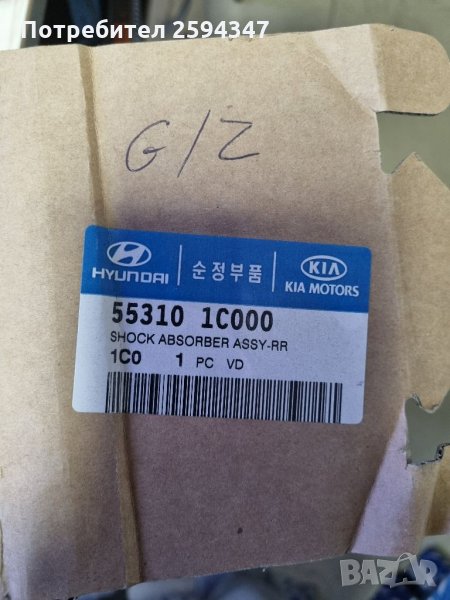 Потребител 2594347
G/Z
HYUNDAI 순정부품 KIA
KIA MOTORS
55310 1C000
SHOCK ABSORBER ASSY-RR
1C0 1 PC VD
BAZAR